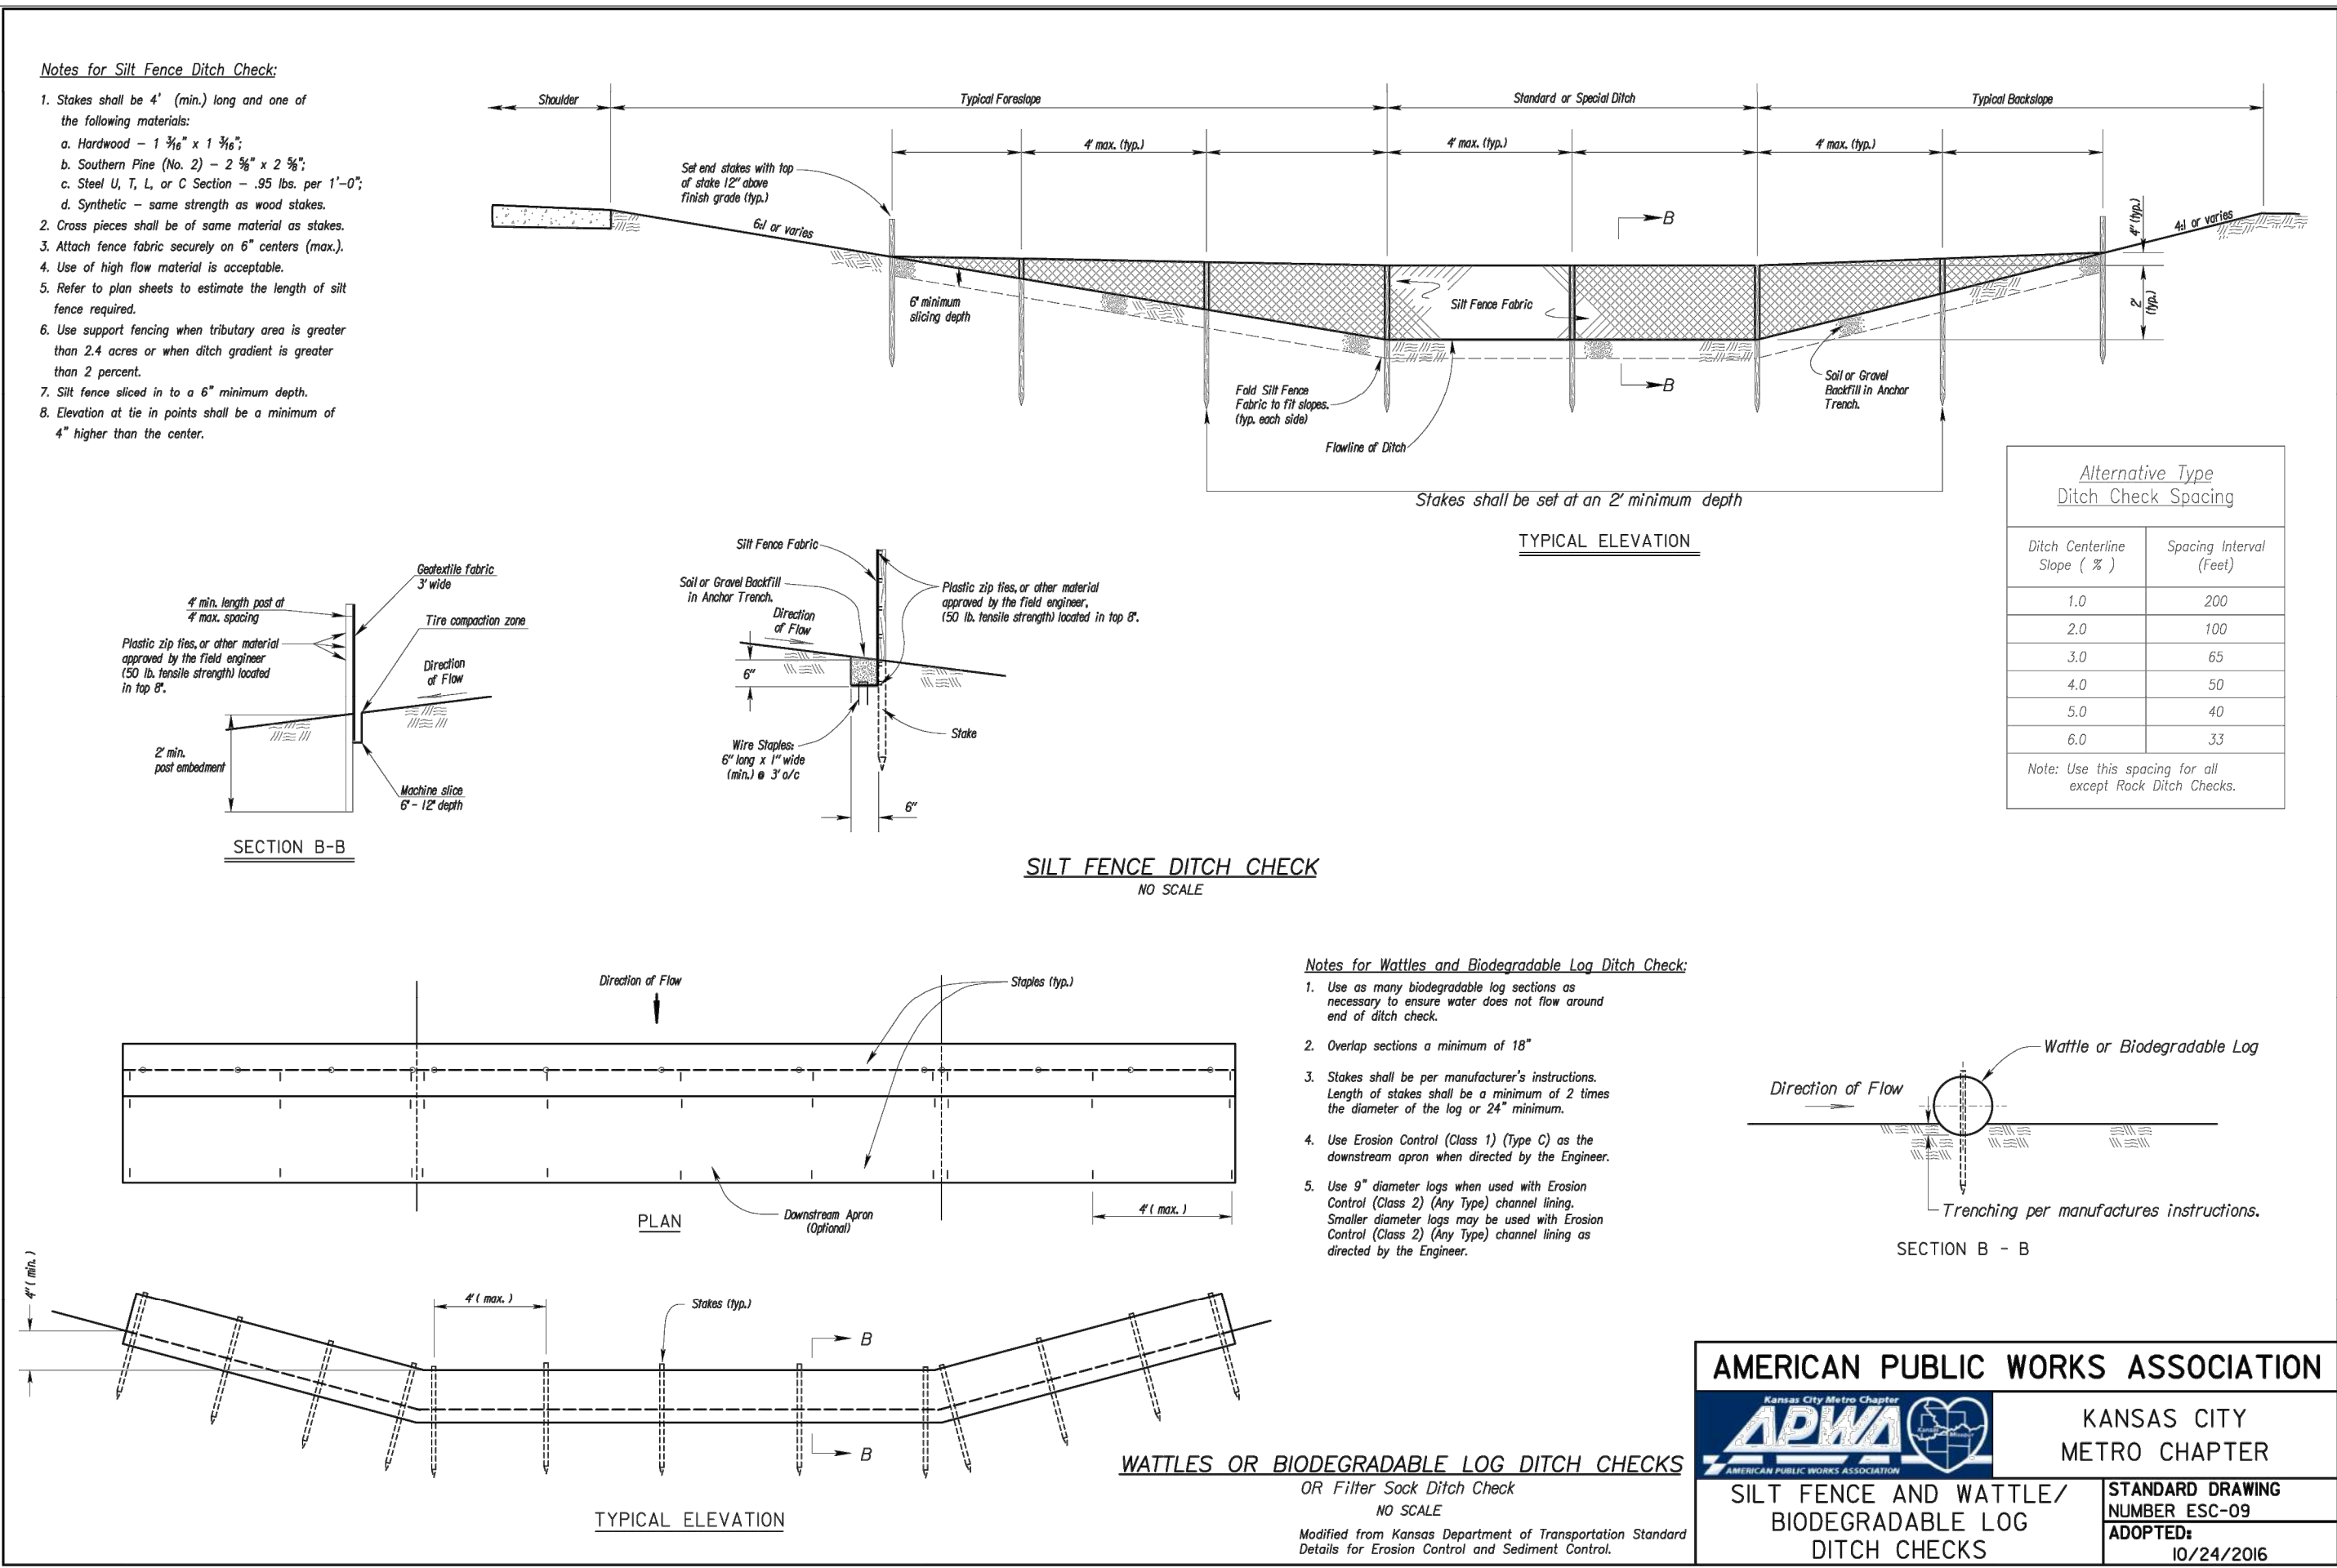 Notes for Silt Fence Ditch Check:
1. Stakes shall be 4' (min.) long and one of
the following materials:
a. Hardwood – 1 3/16" x 1 3/16";
b. Southern Pine (No. 2) – 2 5/8" x 2 5/8";
c. Steel U, T, L, or C Section – .95 lbs. per 1'-0";
d. Synthetic – same strength as wood stakes.
2. Cross pieces shall be of same material as stakes.
3. Attach fence fabric securely on 6" centers (max.).
4. Use of high flow material is acceptable.
5. Refer to plan sheets to estimate the length of silt
fence required.
6. Use support fencing when tributary area is greater
than 2.4 acres or when ditch gradient is greater
than 2 percent.
7. Silt fence sliced in to a 6" minimum depth.
8. Elevation at tie in points shall be a minimum of
4" higher than the center.
Shoulder
Typical Foreslope
Standard or Special Ditch
Typical Backslope
4' max. (typ.)
4' max. (typ.)
4' max. (typ.)
Set end stakes with top
of stake 12" above
finish grade (typ.)
6:1 or varies
B
4" (typ.)
4:1 or varies
6" minimum
slicing depth
Silt Fence Fabric
2'
(typ.)
Fold Silt Fence
Fabric to fit slopes.
(typ. each side)
B
Soil or Gravel
Backfill in Anchor
Trench.
Flowline of Ditch
Stakes shall be set at an 2' minimum depth
TYPICAL ELEVATION
Alternative Type
Ditch Check Spacing
Ditch Centerline
Slope ( % )
Spacing Interval
(Feet)
1.0 200
2.0 100
3.0 65
4.0 50
5.0 40
6.0 33
Note: Use this spacing for all
except Rock Ditch Checks.
Geotextile fabric
3' wide
4' min. length post at
4' max. spacing
Tire compaction zone
Plastic zip ties, or other material
approved by the field engineer
(50 lb. tensile strength) located
in top 8".
Direction
of Flow
2' min.
post embedment
Machine slice
6" - 12" depth
SECTION B-B
Silt Fence Fabric
Soil or Gravel Backfill
in Anchor Trench.
Direction
of Flow
Plastic zip ties, or other material
approved by the field engineer,
(50 lb. tensile strength) located in top 8".
6"
Stake
Wire Staples:
6" long x 1" wide
(min.) @ 3' o/c
6"
SILT FENCE DITCH CHECK
NO SCALE
Direction of Flow
Staples (typ.)
PLAN
Downstream Apron
(Optional)
4' ( max. )
4" ( min. )
4' ( max. )
Stakes (typ.)
B
B
TYPICAL ELEVATION
Notes for Wattles and Biodegradable Log Ditch Check:
1. Use as many biodegradable log sections as
necessary to ensure water does not flow around
end of ditch check.
2. Overlap sections a minimum of 18"
3. Stakes shall be per manufacturer's instructions.
Length of stakes shall be a minimum of 2 times
the diameter of the log or 24" minimum.
4. Use Erosion Control (Class 1) (Type C) as the
downstream apron when directed by the Engineer.
5. Use 9" diameter logs when used with Erosion
Control (Class 2) (Any Type) channel lining.
Smaller diameter logs may be used with Erosion
Control (Class 2) (Any Type) channel lining as
directed by the Engineer.
Wattle or Biodegradable Log
Direction of Flow
Trenching per manufactures instructions.
SECTION B - B
WATTLES OR BIODEGRADABLE LOG DITCH CHECKS
OR Filter Sock Ditch Check
NO SCALE
Modified from Kansas Department of Transportation Standard
Details for Erosion Control and Sediment Control.
AMERICAN PUBLIC WORKS ASSOCIATION
Kansas City Metro Chapter
APWA
Kansas
Missouri
AMERICAN PUBLIC WORKS ASSOCIATION
KANSAS CITY
METRO CHAPTER
SILT FENCE AND WATTLE/
BIODEGRADABLE LOG
DITCH CHECKS
STANDARD DRAWING
NUMBER ESC-09
ADOPTED:
10/24/2016